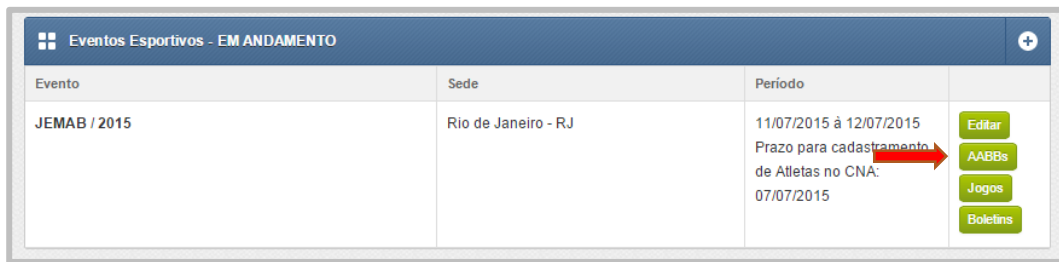 Eventos Esportivos - EM ANDAMENTO
Evento Sede Período
JEMAB / 2015 Rio de Janeiro - RJ 11/07/2015 à 12/07/2015 Editar
Prazo para cadastramento AABBs
de Atletas no CNA: Jogos
07/07/2015 Boletins